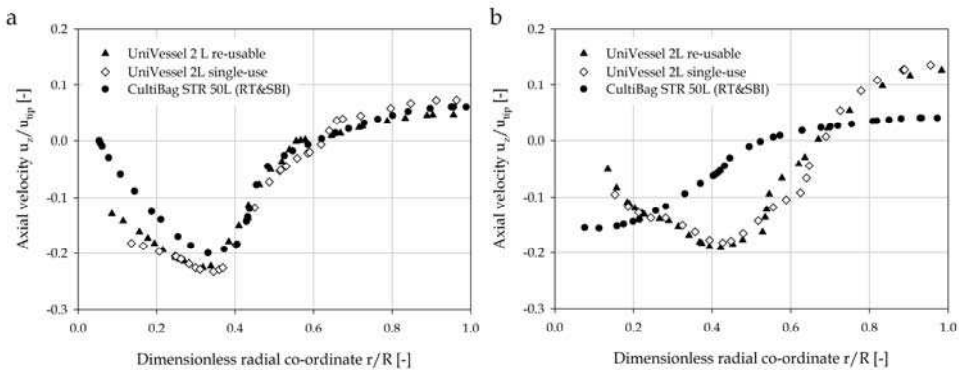 a
0.2
0.1
0.0
-0.1
-0.2
-0.3
Axial velocity uz/utip [-]
UniVessel 2 L re-usable
UniVessel 2L single-use
CultiBag STR 50L (RT&SBI)
0.0 0.2 0.4 0.6 0.8 1.0
Dimensionless radial co-ordinate r/R [-]
b
0.2
0.1
0.0
-0.1
-0.2
-0.3
Axial velocity uz/utip [-]
UniVessel 2L re-usable
UniVessel 2L single-use
CultiBag STR 50L (RT&SBI)
0.0 0.2 0.4 0.6 0.8 1.0
Dimensionless radial co-ordinate r/R [-]